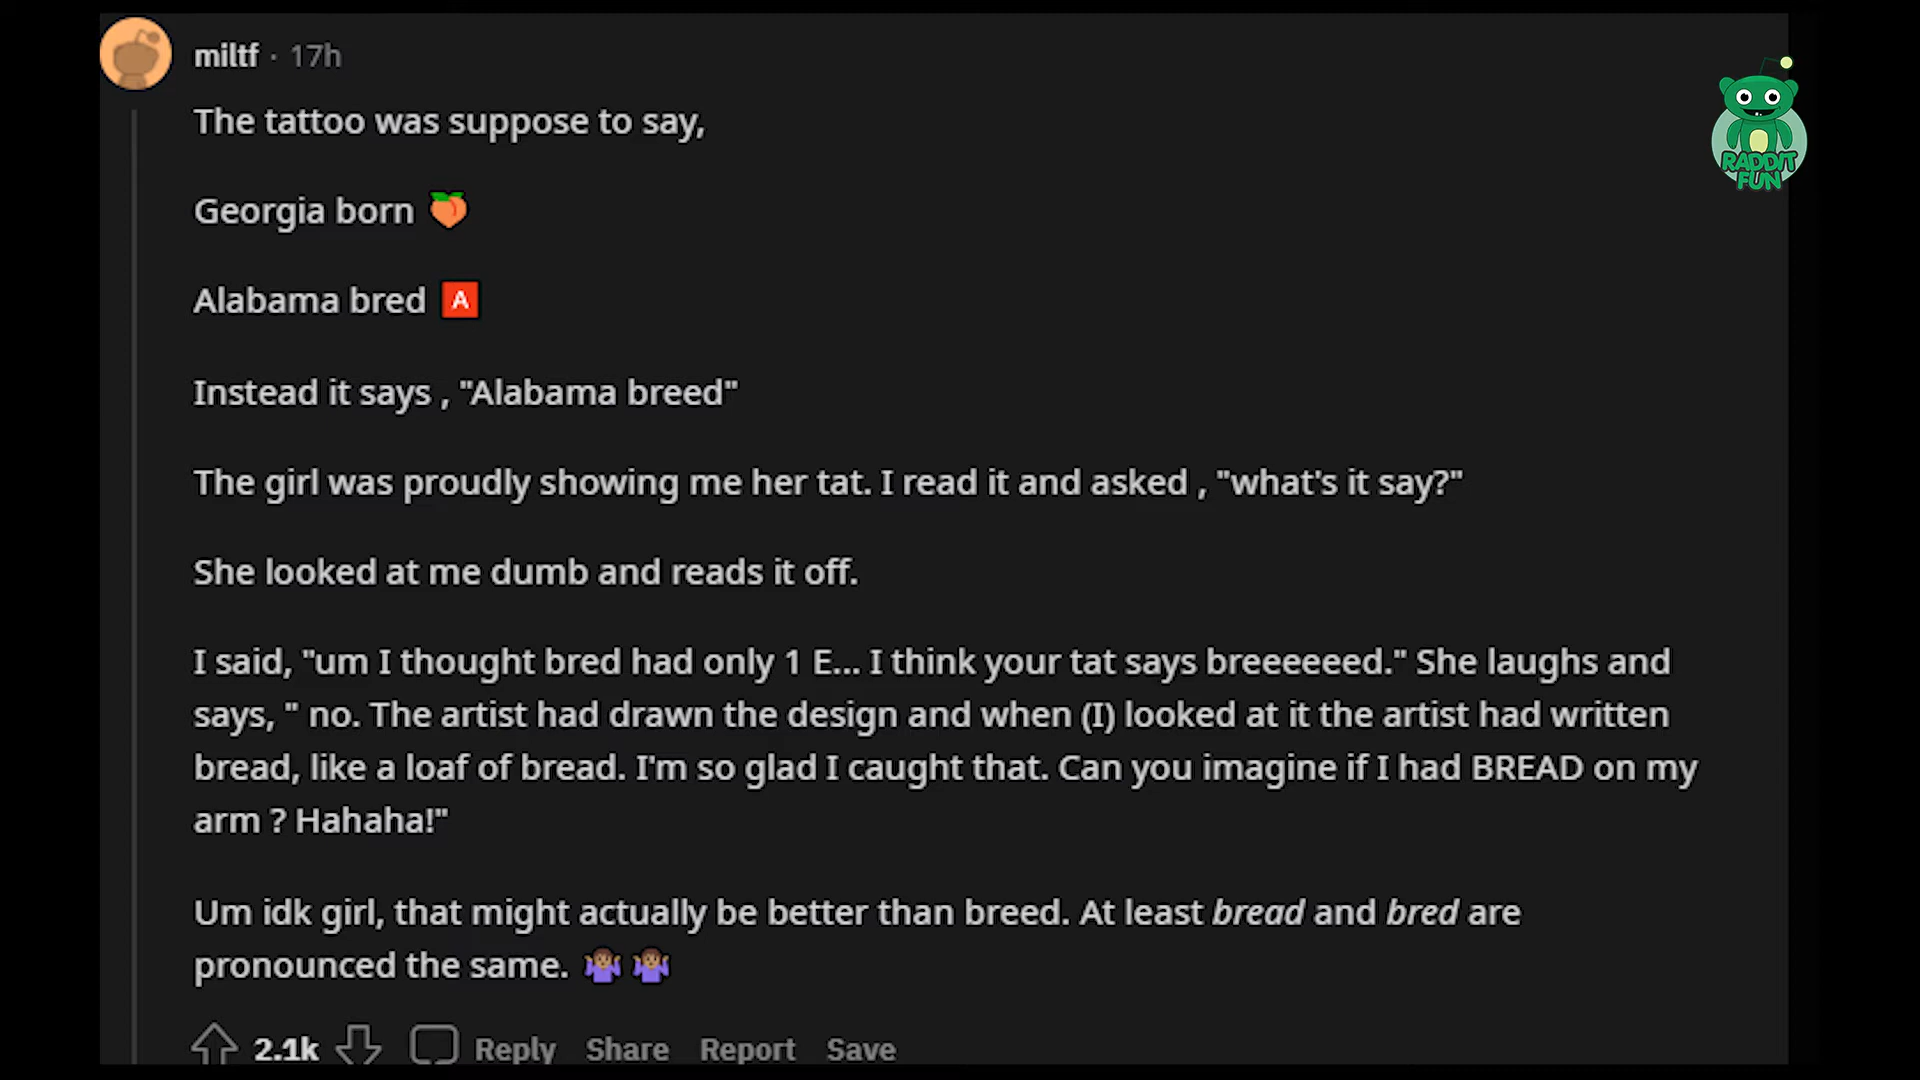 miltf · 17h
The tattoo was suppose to say,
Georgia born 🍑
Alabama bred 🅰
Instead it says , "Alabama breed"
The girl was proudly showing me her tat. I read it and asked , "what's it say?"
She looked at me dumb and reads it off.
I said, "um I thought bred had only 1 E... I think your tat says breeeeeed." She laughs and
says, " no. The artist had drawn the design and when (I) looked at it the artist had written
bread, like a loaf of bread. I'm so glad I caught that. Can you imagine if I had BREAD on my
arm ? Hahaha!"
Um idk girl, that might actually be better than breed. At least bread and bred are
pronounced the same. 🤷🏽‍♀️ 🤷🏽‍♀️
2.1k Reply Share Report Save
RADDIT
FUN